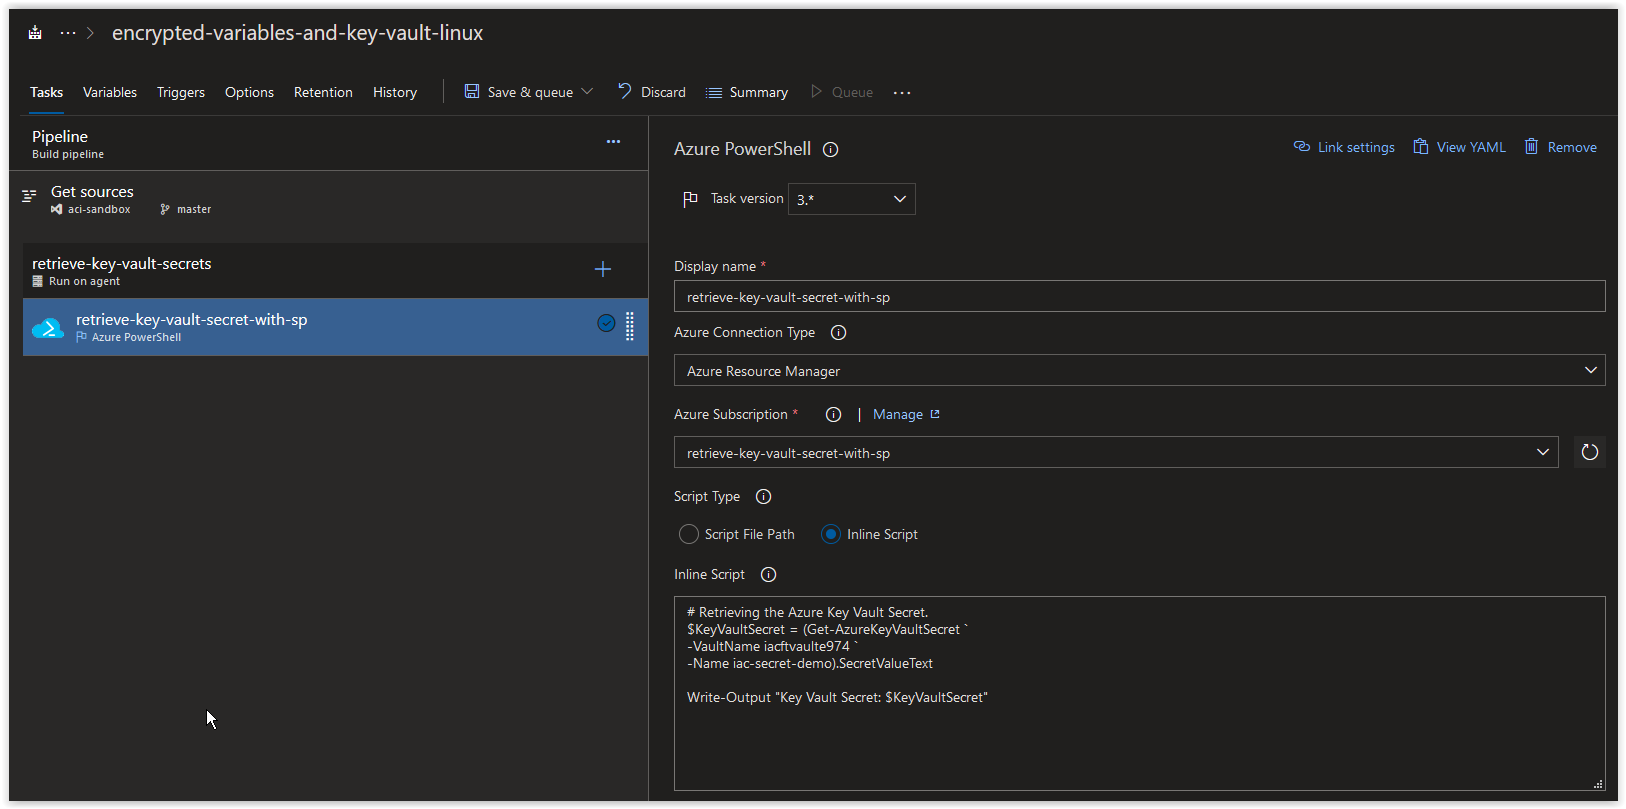 encrypted-variables-and-key-vault-linux
Tasks Variables Triggers Options Retention History Save & queue Discard Summary Queue
Pipeline
Build pipeline
Get sources
aci-sandbox master
retrieve-key-vault-secrets
Run on agent
retrieve-key-vault-secret-with-sp
Azure PowerShell
Azure PowerShell
Link settings View YAML Remove
Task version 3.*
Display name *
retrieve-key-vault-secret-with-sp
Azure Connection Type
Azure Resource Manager
Azure Subscription * | Manage
retrieve-key-vault-secret-with-sp
Script Type
Script File Path Inline Script
Inline Script
# Retrieving the Azure Key Vault Secret.
$KeyVaultSecret = (Get-AzureKeyVaultSecret `
-VaultName iacftvaulte974 `
-Name iac-secret-demo).SecretValueText
Write-Output "Key Vault Secret: $KeyVaultSecret"